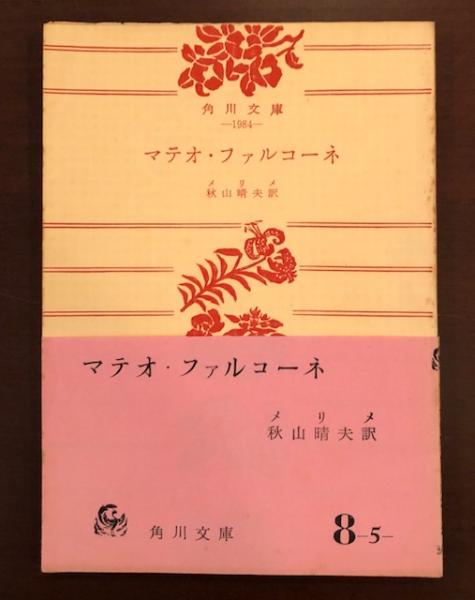 角川文庫
—1984—
マテオ・ファルコーネ
メリメ
秋山晴夫訳
マテオ・ファルコーネ
メリメ
秋山晴夫訳
角川文庫
8-5-